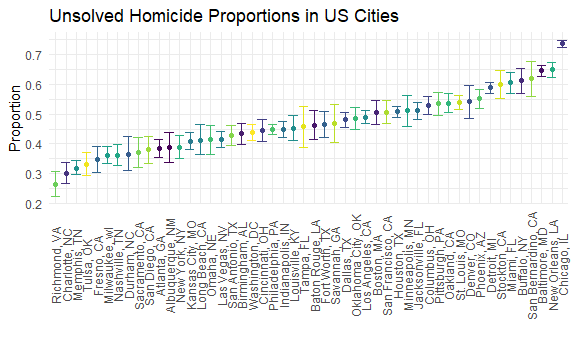 Unsolved Homicide Proportions in US Cities
Proportion
0.7
0.6
0.5
0.4
0.3
0.2
Richmond, VA
Charlotte, NC
Memphis, TN
Tulsa, OK
Fresno, CA
Milwaukee, wI
Nashville, TN
Durham, NC
Sacramento, CA
San Diego, CA
Atlanta, GA
Albuquerque, NM
New York, NY
Kansas City, MO
Long Beach, CA
Omaha, NE
Las Vegas, NV
San Antonio, TX
Birmingham, AL
Washington, DC
Cincinnati, OH
Philadelphia, PA
Indianapolis, IN
Louisville, KY
Tampa, FL
Baton Rouge, LA
Fort Worth, TX
Savannah, GA
Dallas, TX
Oklahoma City, OK
Los Angeles, CA
Boston, MA
San Francisco, CA
Houston, TX
Minneapolis, MN
Jacksonville, FL
Columbus, OH
Pittsburgh, PA
Oakland, CA
St. Louis, MO
Denver, CO
Phoenix, AZ
Detroit, MI
Stockton, CA
Miami, FL
Buffalo, NY
San Bernardino, CA
Baltimore, MD
New Orleans, LA
Chicago, IL